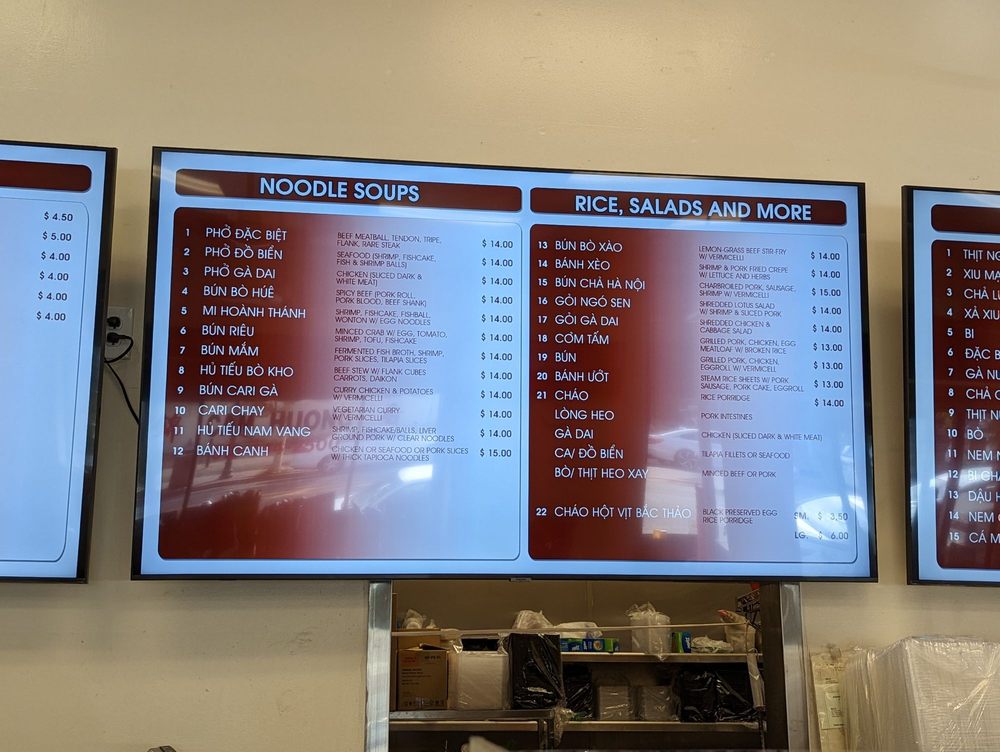 $ 4.50
$ 5.00
$ 4.00
$ 4.00
$ 4.00
$ 4.00
NOODLE SOUPS
1 PHỞ ĐẶC BIỆT BEEF MEATBALL, TENDON, TRIPE, $ 14.00
FLANK, RARE STEAK
2 PHỞ ĐỒ BIỂN SEAFOOD (SHRIMP, FISHCAKE, $ 14.00
FISH & SHRIMP BALLS)
3 PHỞ GÀ DAI CHICKEN (SLICED DARK & $ 14.00
WHITE MEAT)
4 BÚN BÒ HUẾ SPICY BEEF (PORK ROLL, $ 14.00
PORK BLOOD, BEEF SHANK)
5 MI HOÀNH THÁNH SHRIMP, FISHCAKE, FISHBALL, $ 14.00
WONTON W/ EGG NOODLES
6 BÚN RIÊU MINCED CRAB W/ EGG, TOMATO, $ 14.00
SHRIMP, TOFU, FISHCAKE
7 BÚN MẮM FERMENTED FISH BROTH, SHRIMP, $ 14.00
PORK SLICES, TILAPIA SLICES
8 HỦ TIẾU BÒ KHO BEEF STEW W/ FLANK CUBES $ 14.00
CARROTS, DAIKON
9 BÚN CARI GÀ CURRY CHICKEN & POTATOES $ 14.00
W/ VERMICELLI
10 CARI CHAY VEGETARIAN CURRY $ 14.00
W/ VERMICELLI
11 HỦ TIẾU NAM VANG SHRIMP, FISHCAKE/BALLS, LIVER $ 14.00
GROUND PORK W/ CLEAR NOODLES
12 BÁNH CANH CHICKEN OR SEAFOOD OR PORK SLICES $ 15.00
W/ THICK TAPIOCA NOODLES
RICE, SALADS AND MORE
13 BÚN BÒ XÀO LEMON-GRASS BEEF STIR-FRY $ 14.00
W/ VERMICELLI
14 BÁNH XÈO SHRIMP & PORK FRIED CREPE $ 14.00
W/ LETTUCE AND HERBS
15 BÚN CHẢ HÀ NỘI CHARBROILED PORK, SAUSAGE, $ 15.00
SHRIMP W/ VERMICELLI
16 GỎI NGÓ SEN SHREDDED LOTUS SALAD $ 14.00
W/ SHRIMP & SLICED PORK
17 GỎI GÀ DAI SHREDDED CHICKEN & $ 14.00
CABBAGE SALAD
18 CƠM TẤM GRILLED PORK, CHICKEN, EGG $ 13.00
MEATLOAF W/ BROKEN RICE
19 BÚN GRILLED PORK, CHICKEN, $ 13.00
EGGROLL W/ VERMICELL
20 BÁNH ƯỚT STEAM RICE SHEETS W/ PORK $ 13.00
SAUSAGE, PORK CAKE, EGGROLL
21 CHÁO RICE PORRIDGE $ 14.00
LÒNG HEO PORK INTESTINES
GÀ DAI CHICKEN (SLICED DARK & WHITE MEAT)
CA/ ĐỒ BIỂN TILAPIA FILLETS OR SEAFOOD
BÒ/ THỊT HEO XAY MINCED BEEF OR PORK
22 CHÁO HỘT VỊT BẮC THẢO BLACK PRESERVED EGG SM. $ 3.50
RICE PORRIDGE LG. $ 6.00
1 THỊT
2 XIU
3 CHẢ
4 XÀ XIU
5 BI
6 ĐẶC
7 GÀ
8 CHẢ
9 THỊT
10 BÒ
11 NEM
12 BI
13 DẬU
14 NEM
15 CÁ